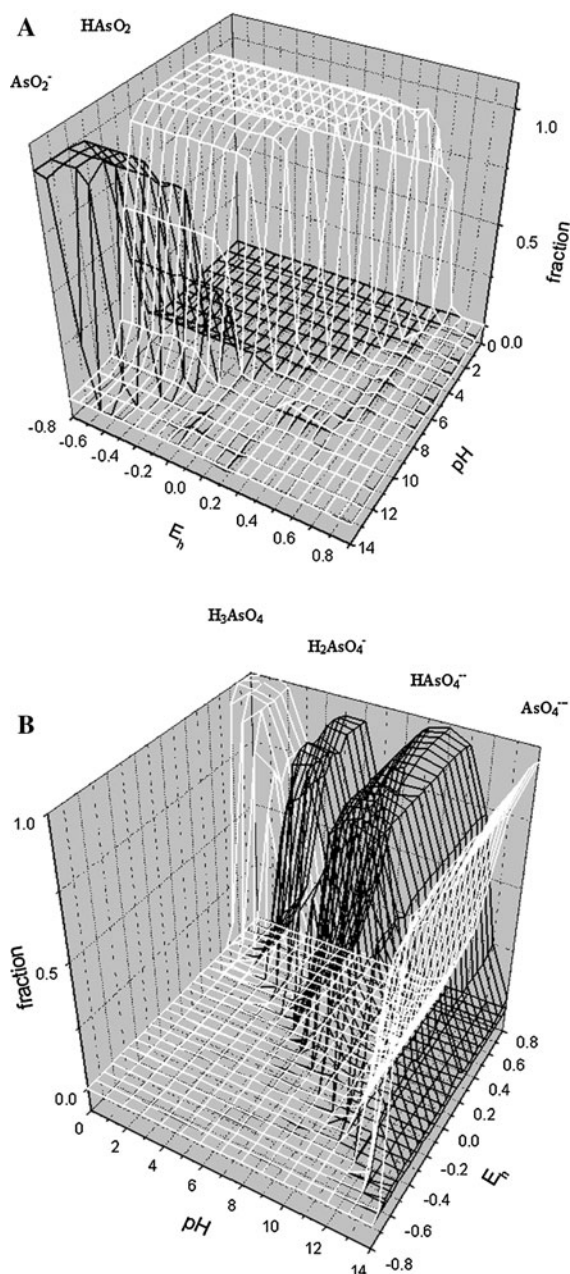 A
HAsO₂
AsO₂⁻
1.0
0.5
fraction
0.0
0
2
4
6
8
10
12
14
pH
-0.8
-0.6
-0.4
-0.2
0.0
0.2
0.4
0.6
0.8
Eₕ
B
H₃AsO₄
H₂AsO₄⁻
HAsO₄⁻⁻
AsO₄⁻⁻⁻
1.0
0.5
0.0
fraction
0
2
4
6
8
10
12
14
pH
0.8
0.6
0.4
0.2
0.0
-0.2
-0.4
-0.6
-0.8
Eₕ